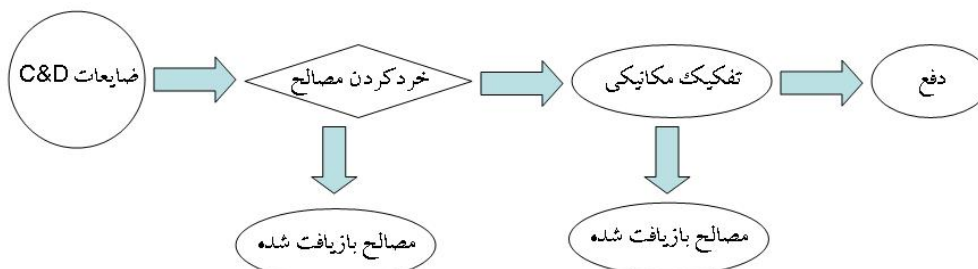 ضایعات C&D
خرد کردن مصالح
تفکیک مکانیکی
دفع
مصالح بازیافت شده
مصالح بازیافت شده